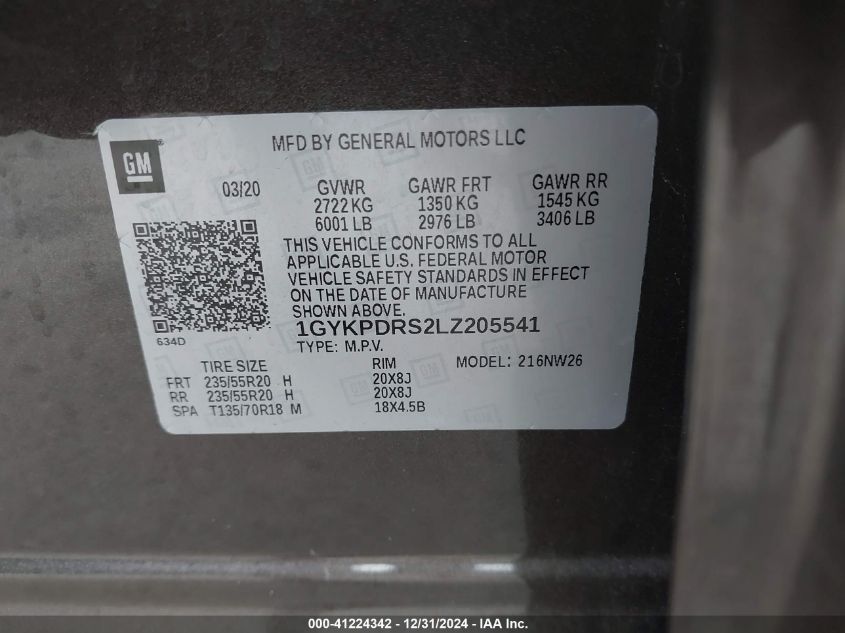 GM
MFD BY GENERAL MOTORS LLC
03/20 GVWR GAWR FRT GAWR RR
2722 KG 1350 KG 1545 KG
6001 LB 2976 LB 3406 LB
THIS VEHICLE CONFORMS TO ALL
APPLICABLE U.S. FEDERAL MOTOR
VEHICLE SAFETY STANDARDS IN EFFECT
ON THE DATE OF MANUFACTURE
SHOWN ABOVE.
634D
1GYKPDRS2LZ205541
TYPE: M.P.V. MODEL: 216NW26
TIRE SIZE RIM
FRT 235/55R20 H 20X8J
RR 235/55R20 H 20X8J
SPA T135/70R18 M 18X4.5B
000-41224342 - 12/31/2024 - IAA Inc.